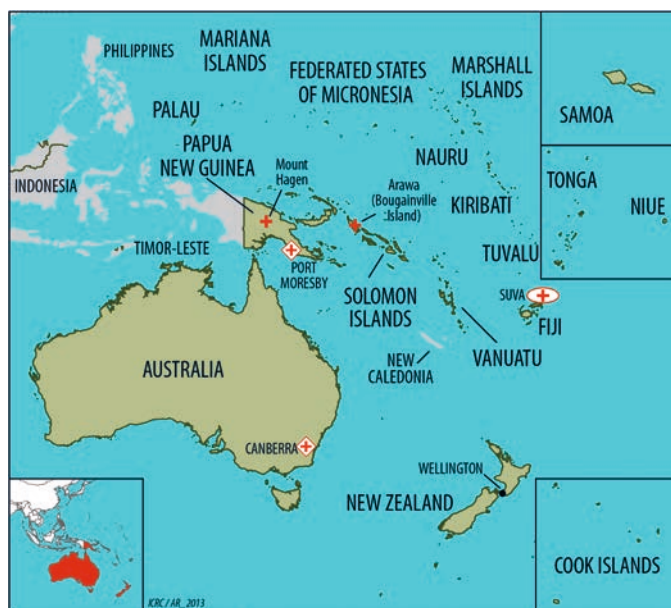 PHILIPPINES
MARIANA
ISLANDS
FEDERATED STATES
OF MICRONESIA
MARSHALL
ISLANDS
SAMOA
PALAU
PAPUA
NEW GUINEA
Mount
Hagen
NAURU
Arawa
(Bougainville
Island)
KIRIBATI
TONGA
NIUE
INDONESIA
TIMOR-LESTE
PORT
MORESBY
SOLOMON
ISLANDS
TUVALU
SUVA
FIJI
VANUATU
NEW
CALEDONIA
AUSTRALIA
CANBERRA
WELLINGTON
NEW ZEALAND
COOK ISLANDS
ICRC / AR_2013